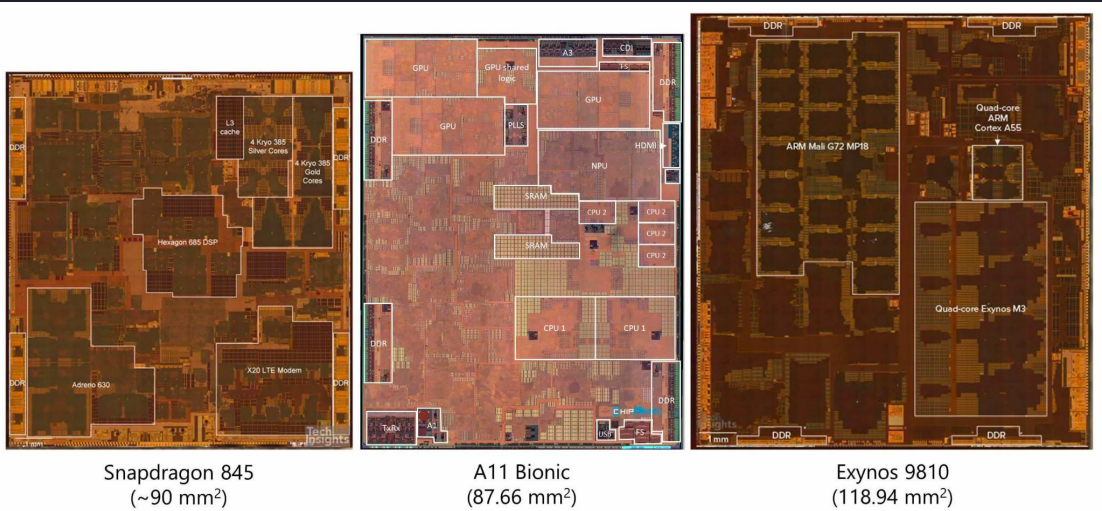 DDR
L3
cache
4 Kryo 385
Silver Cores
4 Kryo 385
Gold
Cores
DDR
Hexagon 685 DSP
DDR
Adreno 630
X20 LTE Modem
DDR
Tech
Insights
1 mm
Snapdragon 845
(~90 mm²)
GPU
GPU shared
logic
A3
CDI
FS
DDR
GPU
GPU
DDR
PLLS
HDMI
NPU
SRAM
CPU 2
CPU 2
CPU 2
SRAM
CPU 2
DDR
CPU 1
CPU 1
DDR
CHIP
TxRx
A1
USB
FS
A11 Bionic
(87.66 mm²)
DDR
DDR
ARM Mali G72 MP18
Quad-core
ARM
Cortex A55
Quad-core Exynos M3
Insights
1 mm
DDR
DDR
Exynos 9810
(118.94 mm²)